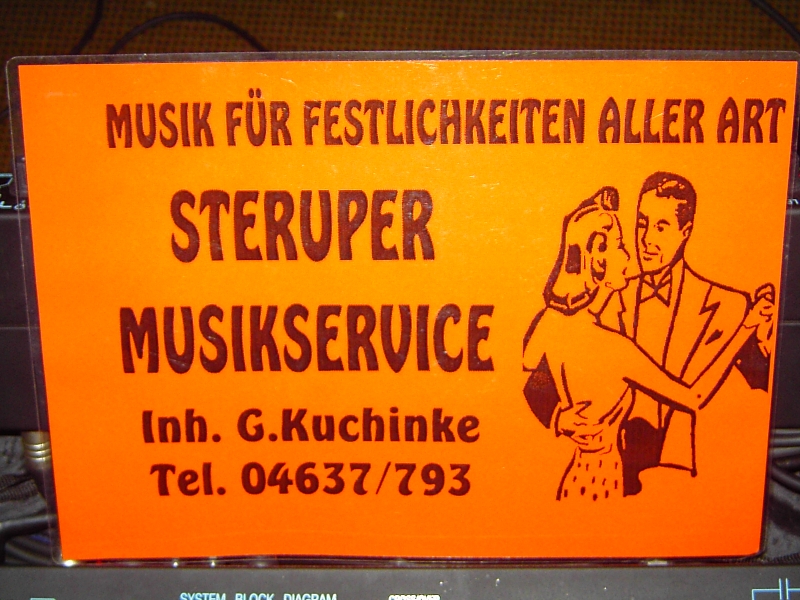 MUSIK FÜR FESTLICHKEITEN ALLER ART
STERUPER
MUSIKSERVICE
Inh. G.Kuchinke
Tel. 04637/793
SYSTEM BLOCK DIAGRAM